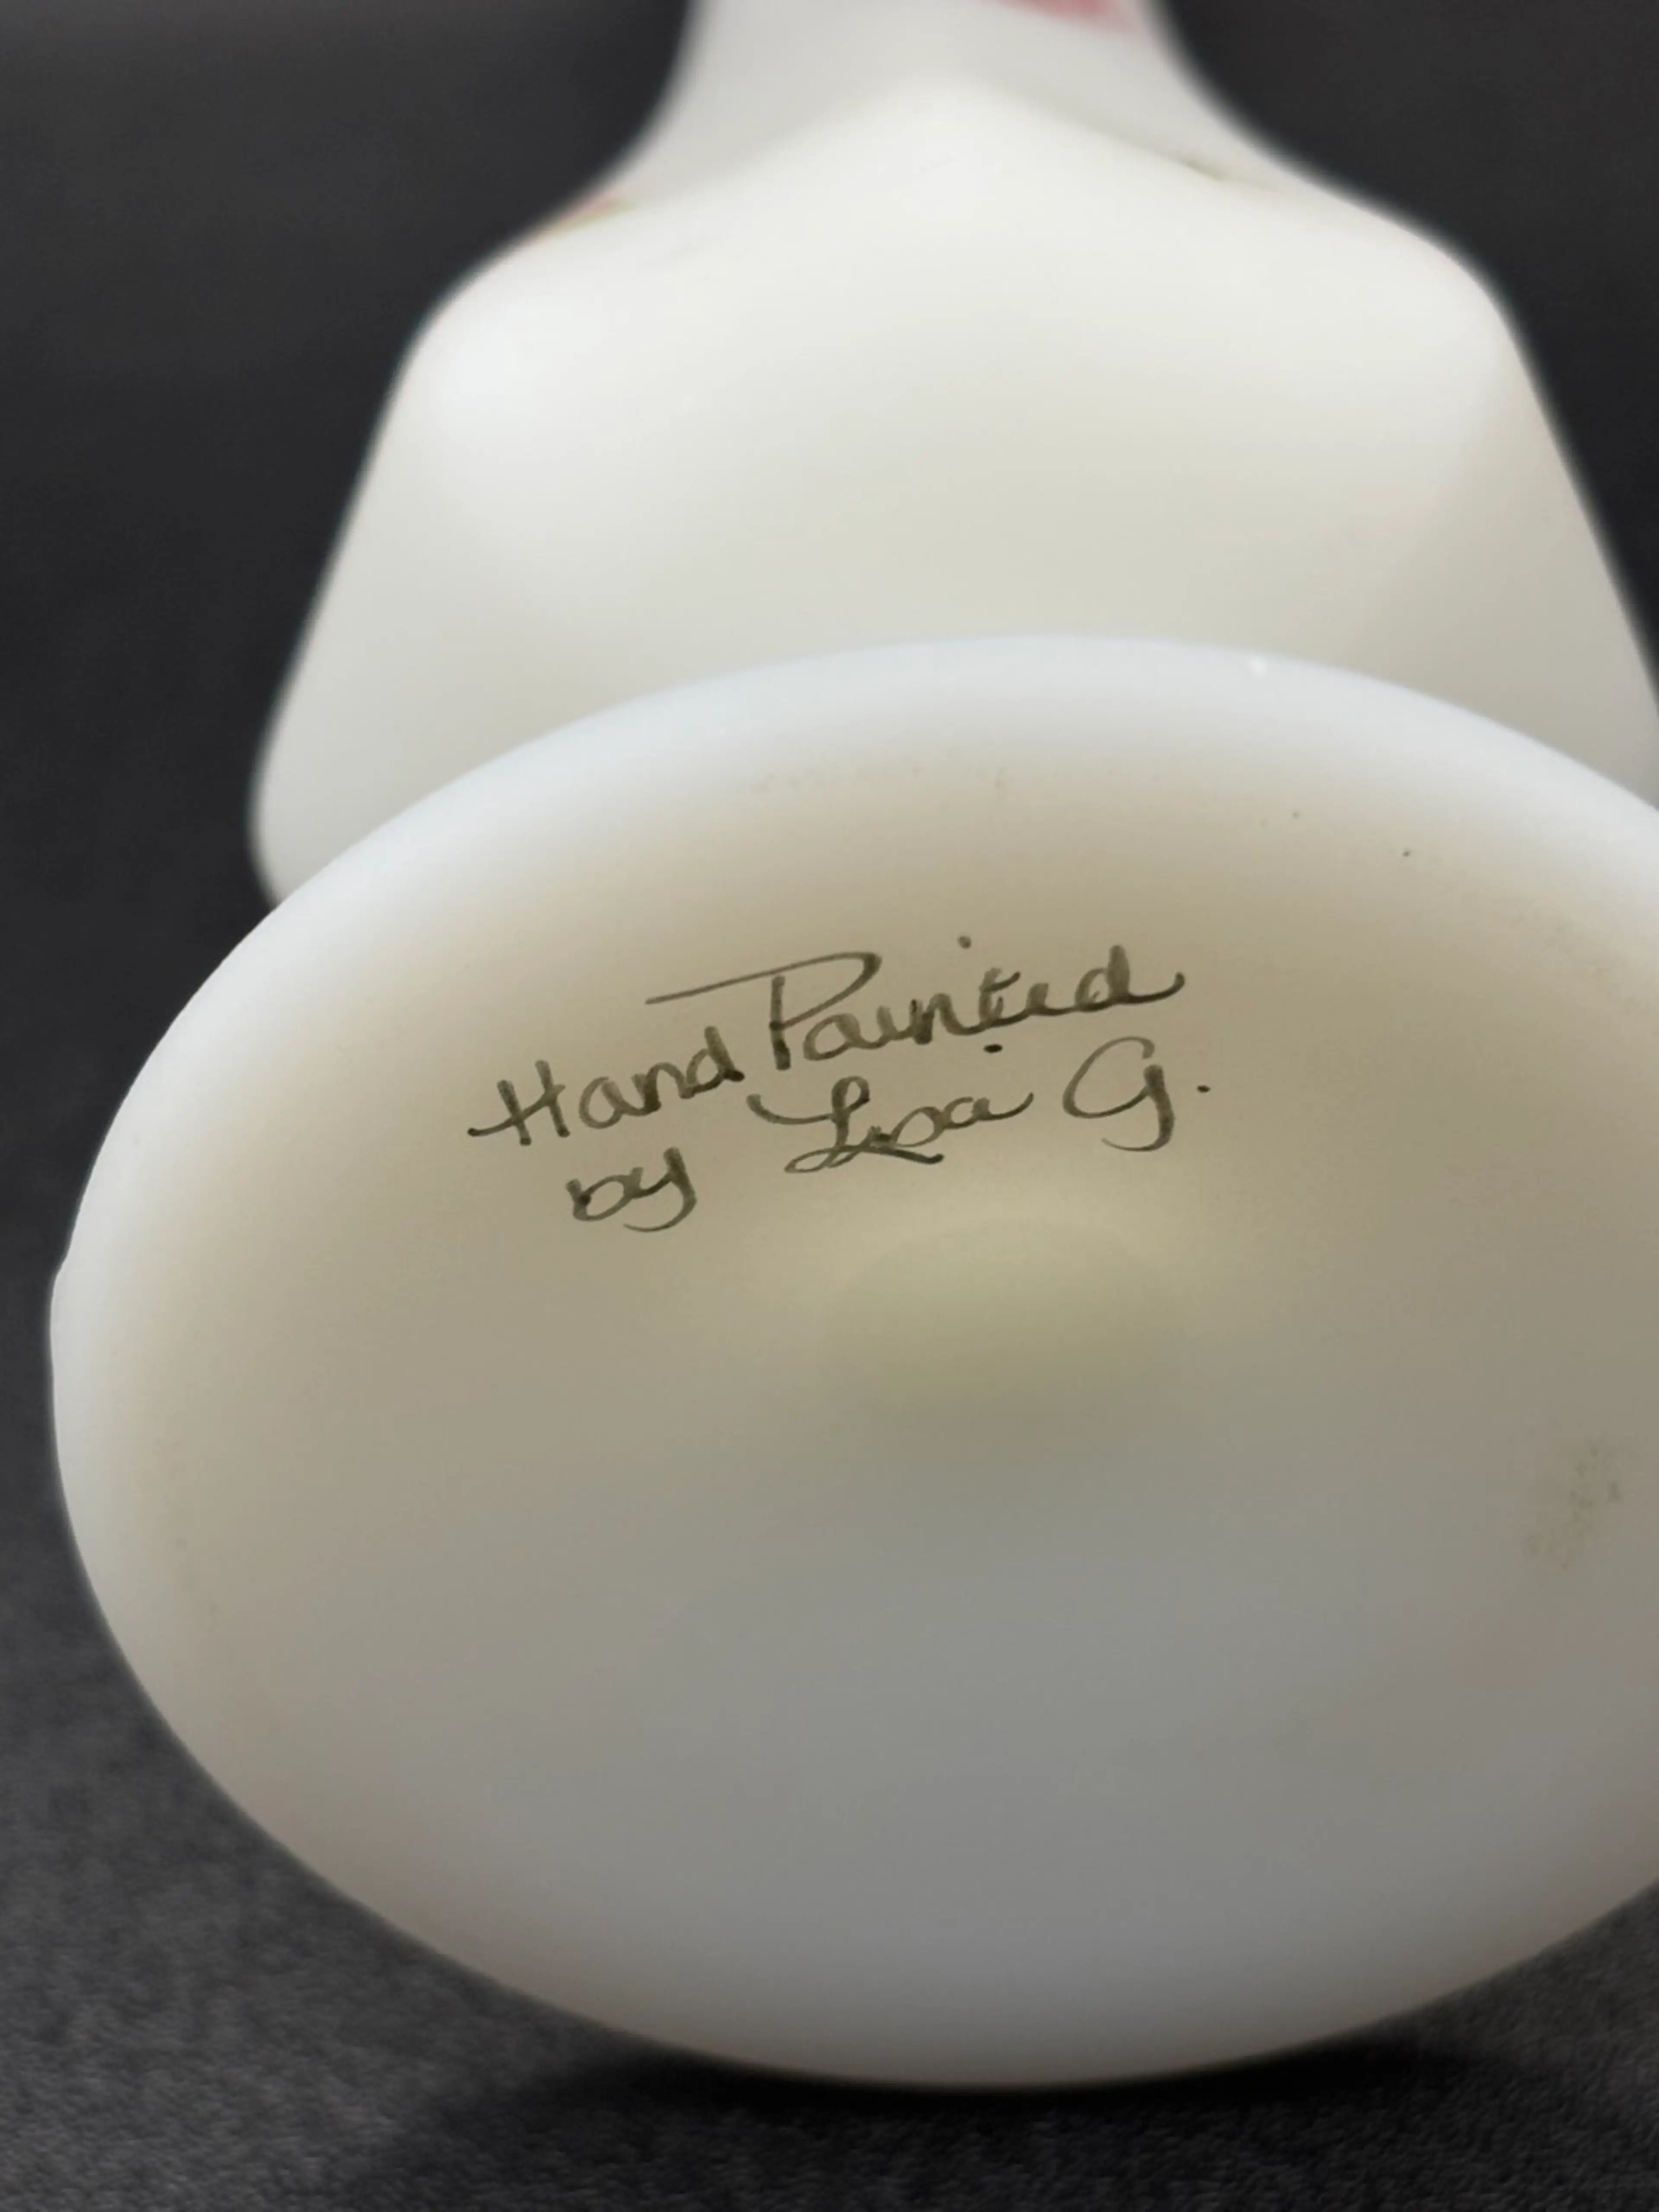 Hand Painted
by Lisa G.